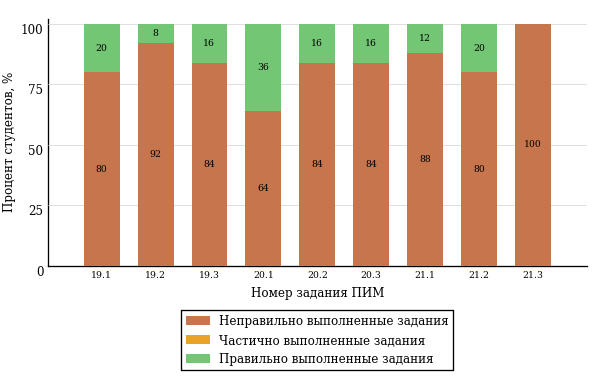 Процент студентов, %
100
75
50
25
0
20 8 16 36 16 16 12 20
80 92 84 64 84 84 88 80 100
19.1 19.2 19.3 20.1 20.2 20.3 21.1 21.2 21.3
Номер задания ПИМ
Неправильно выполненные задания
Частично выполненные задания
Правильно выполненные задания